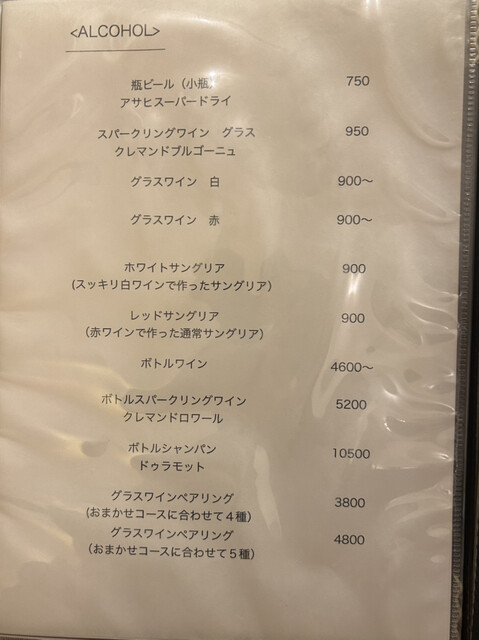 <ALCOHOL>
瓶ビール（小瓶） 750
アサヒスーパードライ
スパークリングワイン　グラス 950
クレマンドブルゴーニュ
グラスワイン　白 900〜
グラスワイン　赤 900〜
ホワイトサングリア 900
(スッキリ白ワインで作ったサングリア）
レッドサングリア 900
（赤ワインで作った通常サングリア）
ボトルワイン 4600〜
ボトルスパークリングワイン 5200
クレマンドロワール
ボトルシャンパン 10500
ドゥラモット
グラスワインペアリング 3800
(おまかせコースに合わせて４種）
グラスワインペアリング 4800
（おまかせコースに合わせて５種）